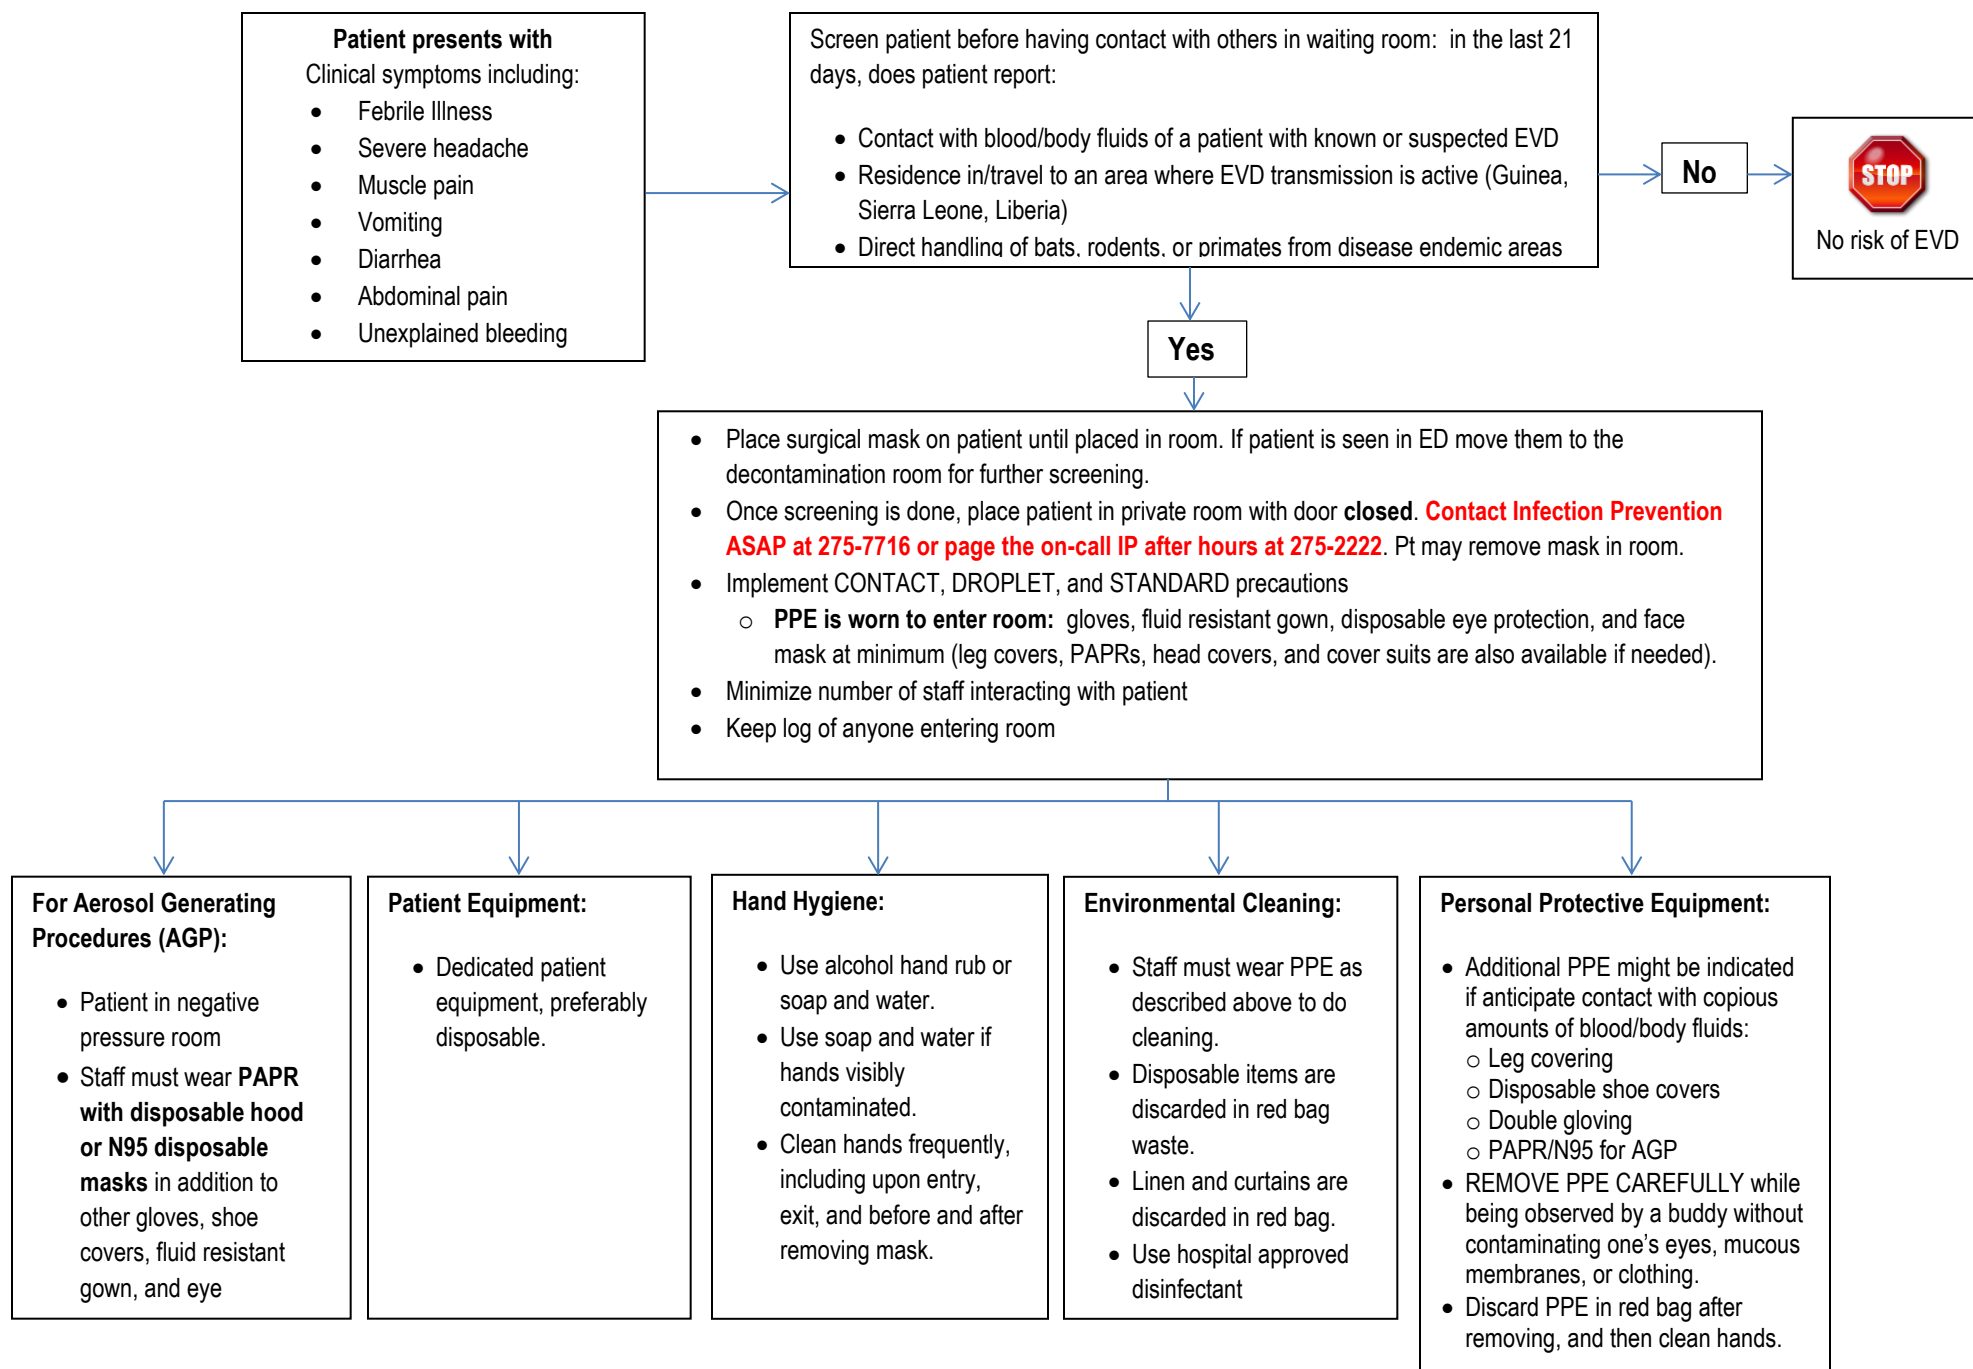 Patient presents with
Clinical symptoms including:
• Febrile Illness
• Severe headache
• Muscle pain
• Vomiting
• Diarrhea
• Abdominal pain
• Unexplained bleeding
Screen patient before having contact with others in waiting room: in the last 21
days, does patient report:
• Contact with blood/body fluids of a patient with known or suspected EVD
• Residence in/travel to an area where EVD transmission is active (Guinea,
Sierra Leone, Liberia)
• Direct handling of bats, rodents, or primates from disease endemic areas
No
STOP
No risk of EVD
Yes
• Place surgical mask on patient until placed in room. If patient is seen in ED move them to the
decontamination room for further screening.
• Once screening is done, place patient in private room with door closed. Contact Infection Prevention
ASAP at 275-7716 or page the on-call IP after hours at 275-2222. Pt may remove mask in room.
• Implement CONTACT, DROPLET, and STANDARD precautions
o PPE is worn to enter room: gloves, fluid resistant gown, disposable eye protection, and face
mask at minimum (leg covers, PAPRs, head covers, and cover suits are also available if needed).
• Minimize number of staff interacting with patient
• Keep log of anyone entering room
For Aerosol Generating
Procedures (AGP):
• Patient in negative
pressure room
• Staff must wear PAPR
with disposable hood
or N95 disposable
masks in addition to
other gloves, shoe
covers, fluid resistant
gown, and eye
Patient Equipment:
• Dedicated patient
equipment, preferably
disposable.
Hand Hygiene:
• Use alcohol hand rub or
soap and water.
• Use soap and water if
hands visibly
contaminated.
• Clean hands frequently,
including upon entry,
exit, and before and after
removing mask.
Environmental Cleaning:
• Staff must wear PPE as
described above to do
cleaning.
• Disposable items are
discarded in red bag
waste.
• Linen and curtains are
discarded in red bag.
• Use hospital approved
disinfectant
Personal Protective Equipment:
• Additional PPE might be indicated
if anticipate contact with copious
amounts of blood/body fluids:
o Leg covering
o Disposable shoe covers
o Double gloving
o PAPR/N95 for AGP
• REMOVE PPE CAREFULLY while
being observed by a buddy without
contaminating one's eyes, mucous
membranes, or clothing.
• Discard PPE in red bag after
removing, and then clean hands.